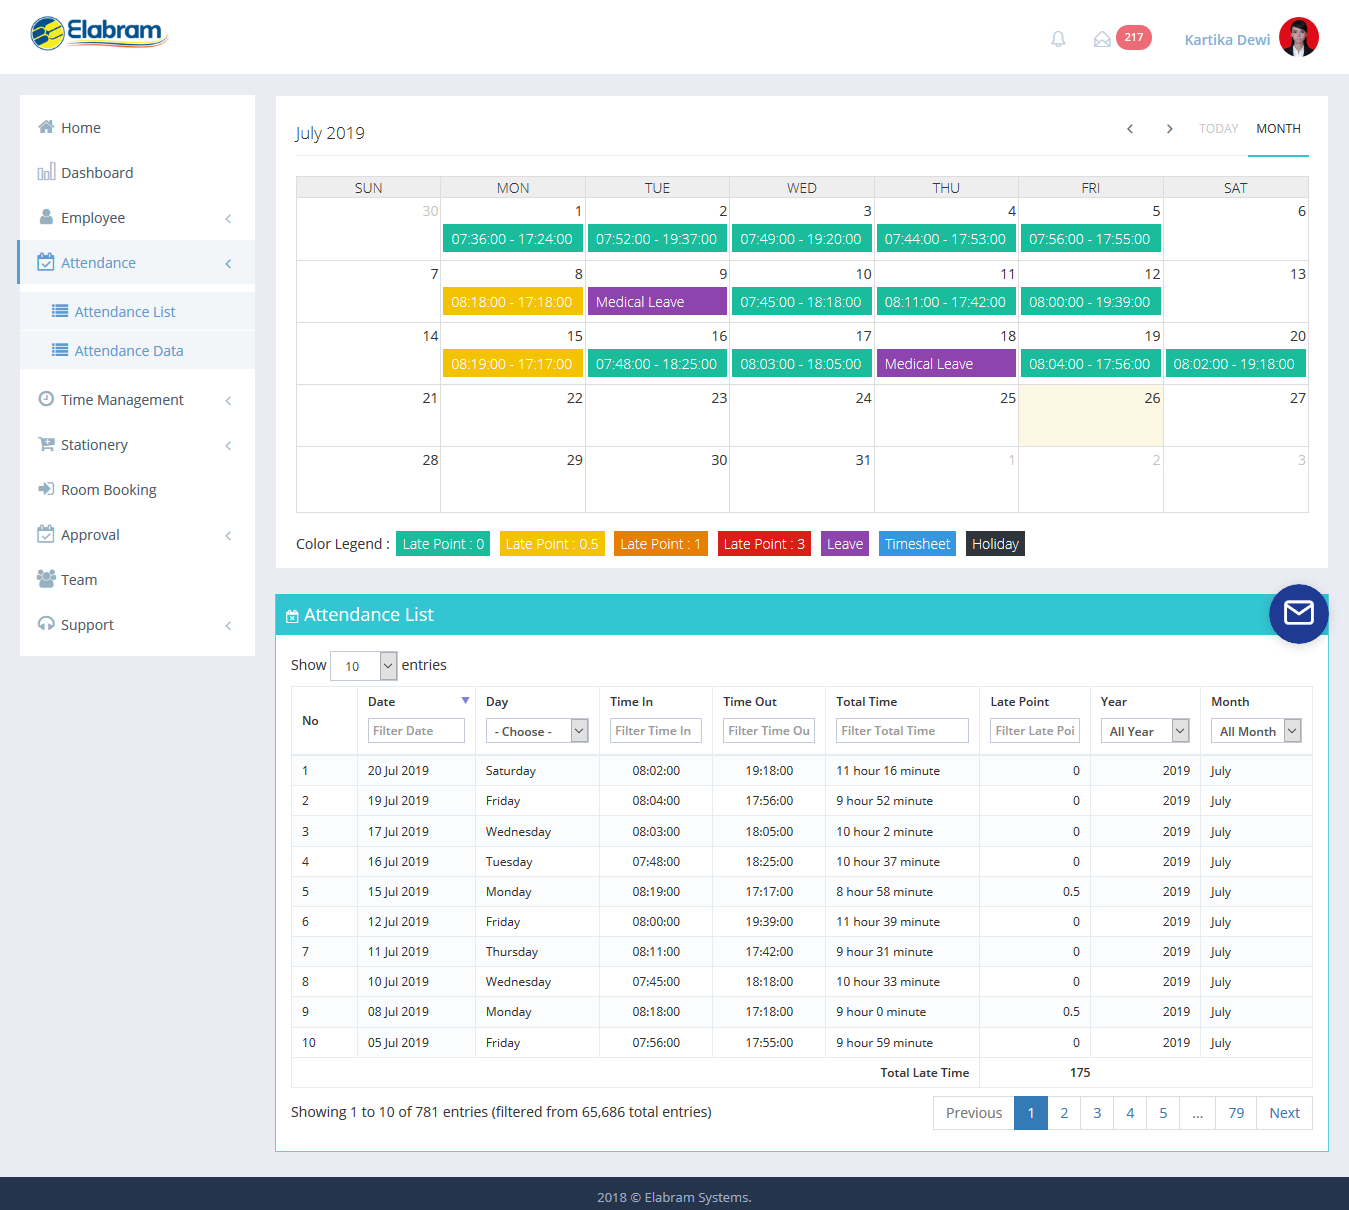 Elabram
217
Kartika Dewi
Home
Dashboard
Employee
Attendance
Attendance List
Attendance Data
Time Management
Stationery
Room Booking
Approval
Team
Support
July 2019
TODAY MONTH
SUN MON TUE WED THU FRI SAT
30 1 2 3 4 5 6
07:36:00 - 17:24:00 07:52:00 - 19:37:00 07:49:00 - 19:20:00 07:44:00 - 17:53:00 07:56:00 - 17:55:00
7 8 9 10 11 12 13
08:18:00 - 17:18:00 Medical Leave 07:45:00 - 18:18:00 08:11:00 - 17:42:00 08:00:00 - 19:39:00
14 15 16 17 18 19 20
08:19:00 - 17:17:00 07:48:00 - 18:25:00 08:03:00 - 18:05:00 Medical Leave 08:04:00 - 17:56:00 08:02:00 - 19:18:00
21 22 23 24 25 26 27
28 29 30 31 1 2 3
Color Legend : Late Point : 0 Late Point : 0.5 Late Point : 1 Late Point : 3 Leave Timesheet Holiday
Attendance List
Show 10 entries
No Date Day Time In Time Out Total Time Late Point Year Month
Filter Date - Choose - Filter Time In Filter Time Ou Filter Total Time Filter Late Poi All Year All Month
1 20 Jul 2019 Saturday 08:02:00 19:18:00 11 hour 16 minute 0 2019 July
2 19 Jul 2019 Friday 08:04:00 17:56:00 9 hour 52 minute 0 2019 July
3 17 Jul 2019 Wednesday 08:03:00 18:05:00 10 hour 2 minute 0 2019 July
4 16 Jul 2019 Tuesday 07:48:00 18:25:00 10 hour 37 minute 0 2019 July
5 15 Jul 2019 Monday 08:19:00 17:17:00 8 hour 58 minute 0.5 2019 July
6 12 Jul 2019 Friday 08:00:00 19:39:00 11 hour 39 minute 0 2019 July
7 11 Jul 2019 Thursday 08:11:00 17:42:00 9 hour 31 minute 0 2019 July
8 10 Jul 2019 Wednesday 07:45:00 18:18:00 10 hour 33 minute 0 2019 July
9 08 Jul 2019 Monday 08:18:00 17:18:00 9 hour 0 minute 0.5 2019 July
10 05 Jul 2019 Friday 07:56:00 17:55:00 9 hour 59 minute 0 2019 July
Total Late Time 175
Showing 1 to 10 of 781 entries (filtered from 65,686 total entries)
Previous 1 2 3 4 5 ... 79 Next
2018 © Elabram Systems.